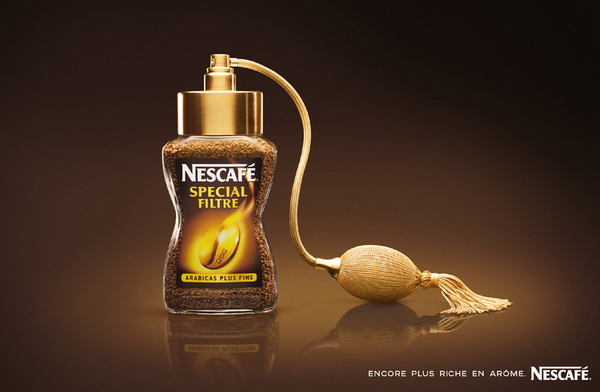 NESCAFÉ
SPECIAL
FILTRE
ARABICAS PLUS FINS
ENCORE PLUS RICHE EN ARÔME. NESCAFÉ